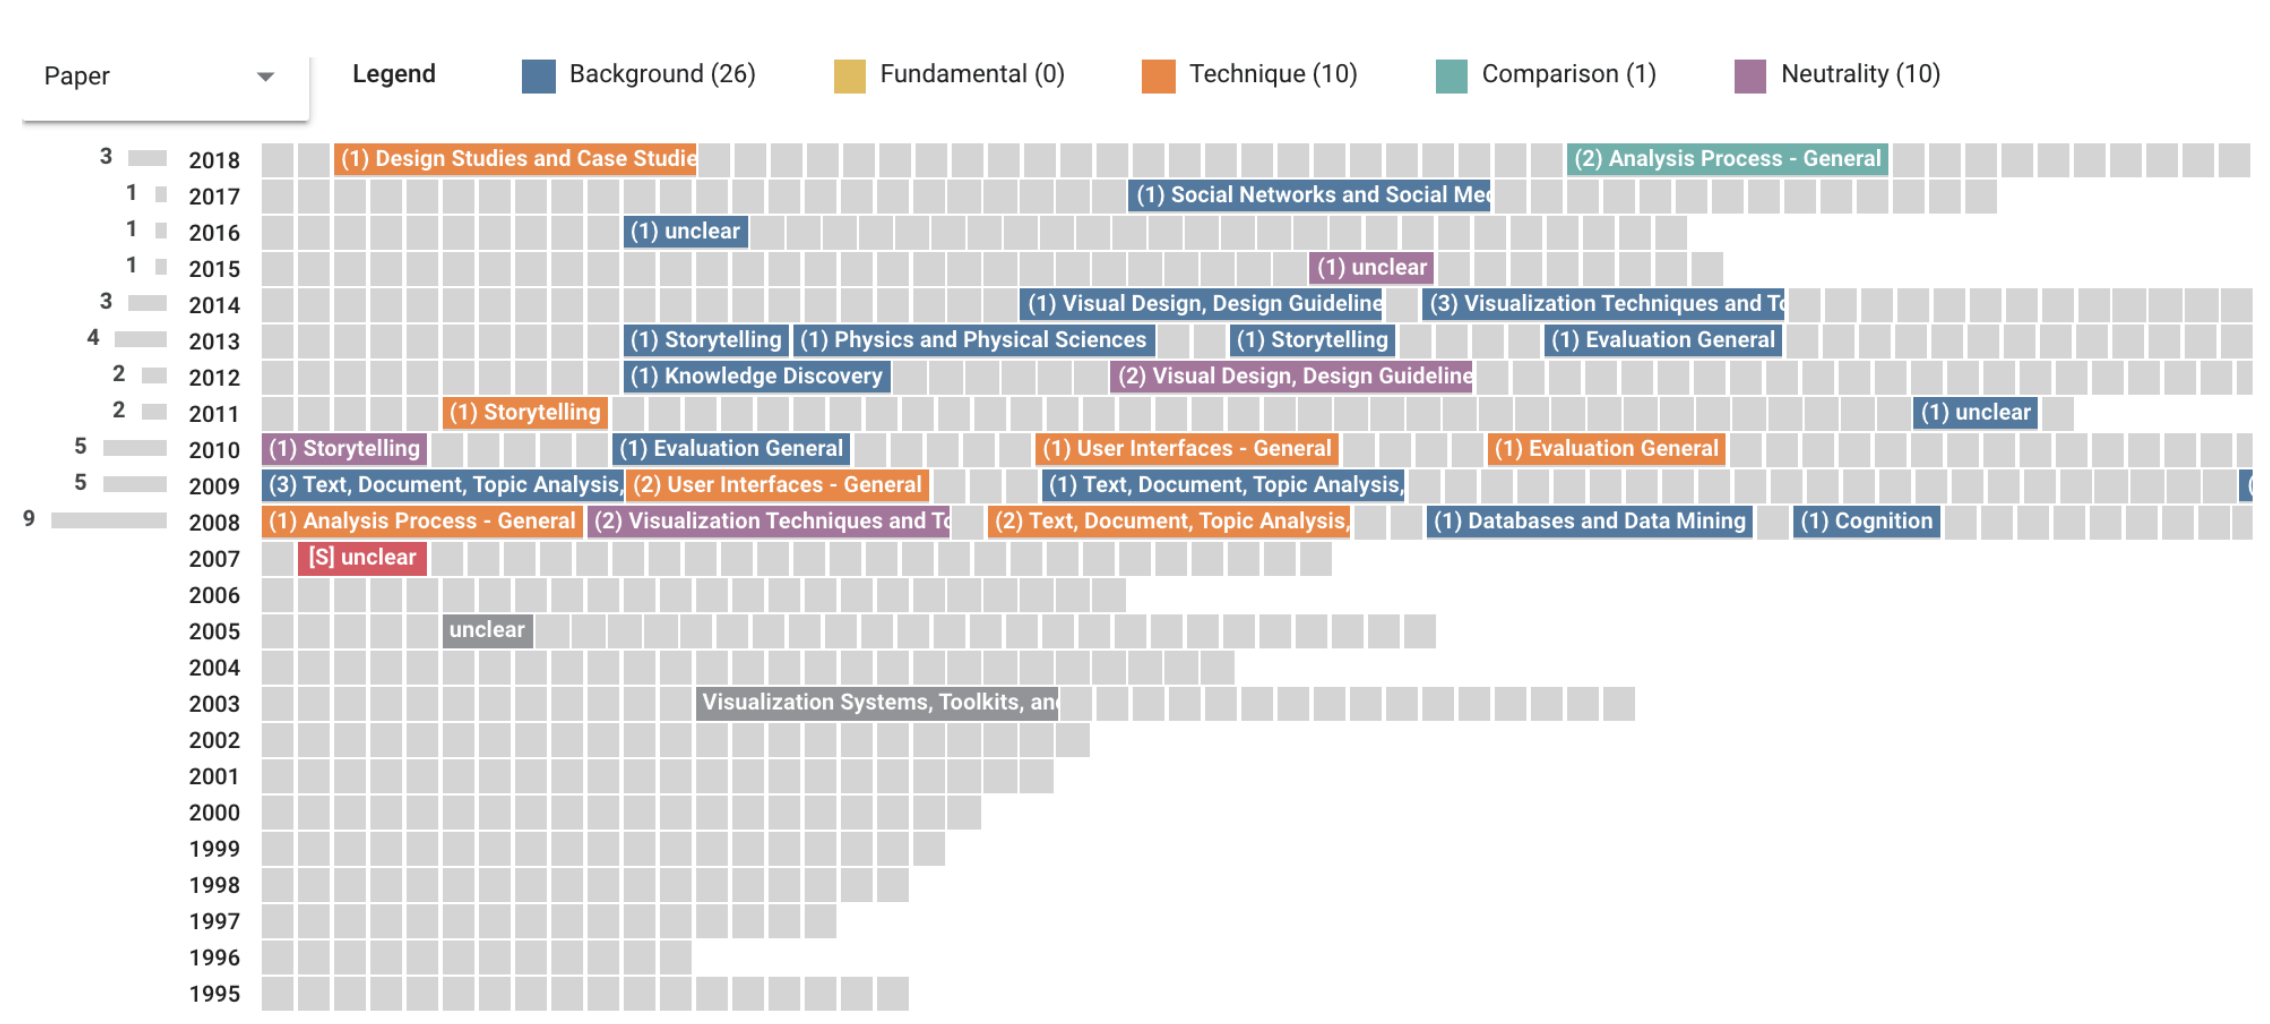 Paper Legend Background (26) Fundamental (0) Technique (10) Comparison (1) Neutrality (10)
3 2018 (1) Design Studies and Case Studie (2) Analysis Process - General
1 2017 (1) Social Networks and Social Med
1 2016 (1) unclear
1 2015 (1) unclear
3 2014 (1) Visual Design, Design Guideline (3) Visualization Techniques and To
4 2013 (1) Storytelling (1) Physics and Physical Sciences (1) Storytelling (1) Evaluation General
2 2012 (1) Knowledge Discovery (2) Visual Design, Design Guideline
2 2011 (1) Storytelling (1) unclear
5 2010 (1) Storytelling (1) Evaluation General (1) User Interfaces - General (1) Evaluation General
5 2009 (3) Text, Document, Topic Analysis, (2) User Interfaces - General (1) Text, Document, Topic Analysis, (
9 2008 (1) Analysis Process - General (2) Visualization Techniques and To (2) Text, Document, Topic Analysis, (1) Databases and Data Mining (1) Cognition
2007 [S] unclear
2006
2005 unclear
2004
2003 Visualization Systems, Toolkits, and
2002
2001
2000
1999
1998
1997
1996
1995